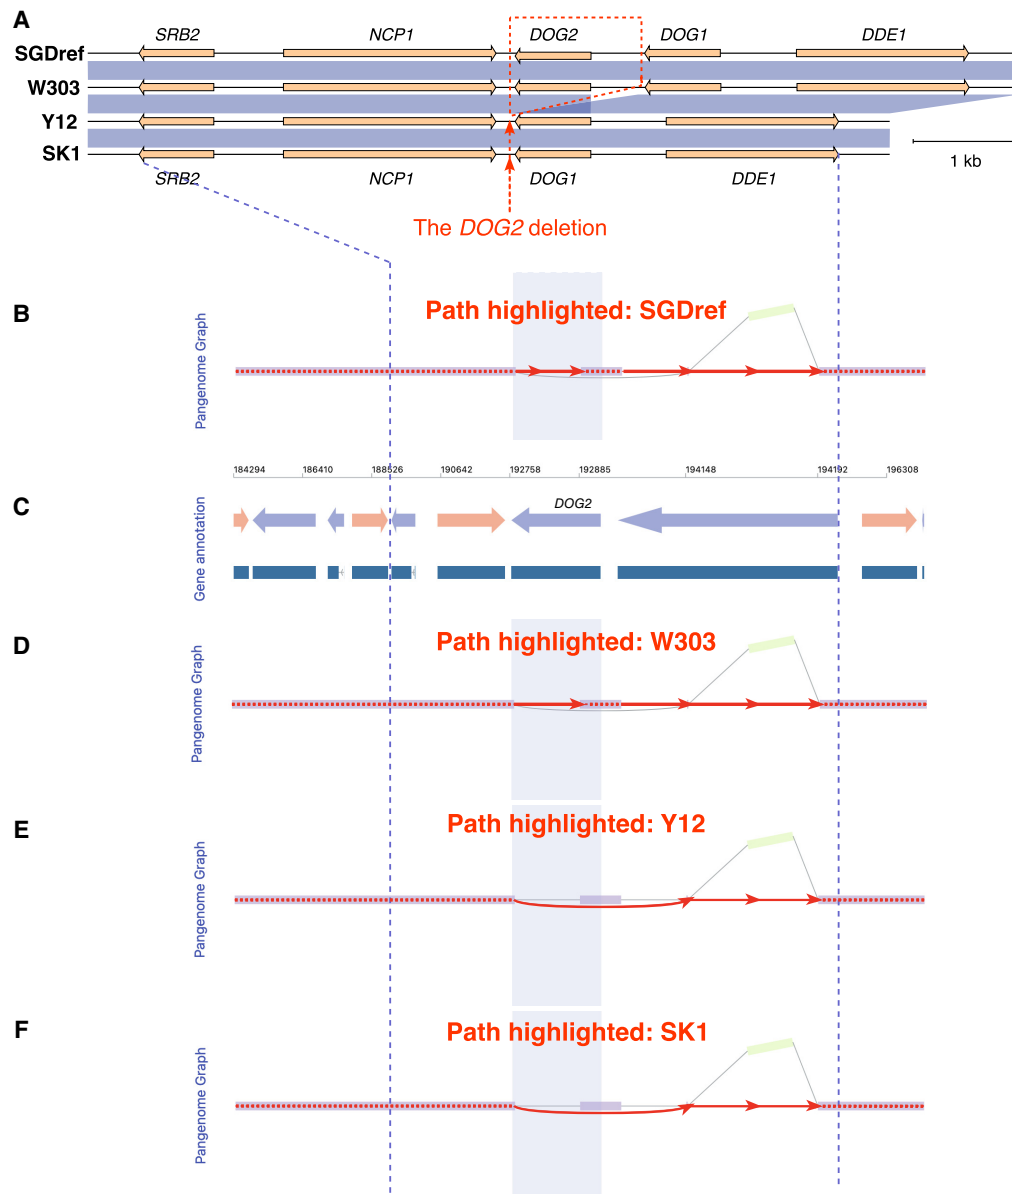 A
SRB2 NCP1 DOG2 DOG1 DDE1
SGDref
W303
Y12
SK1
1 kb
SRB2 NCP1 DOG1 DDE1
The DOG2 deletion
B
Path highlighted: SGDref
Pangenome Graph
184294 186410 188526 190642 192758 192885 194148 194192 196308
C
DOG2
Gene annotation
D
Path highlighted: W303
Pangenome Graph
E
Path highlighted: Y12
Pangenome Graph
F
Path highlighted: SK1
Pangenome Graph